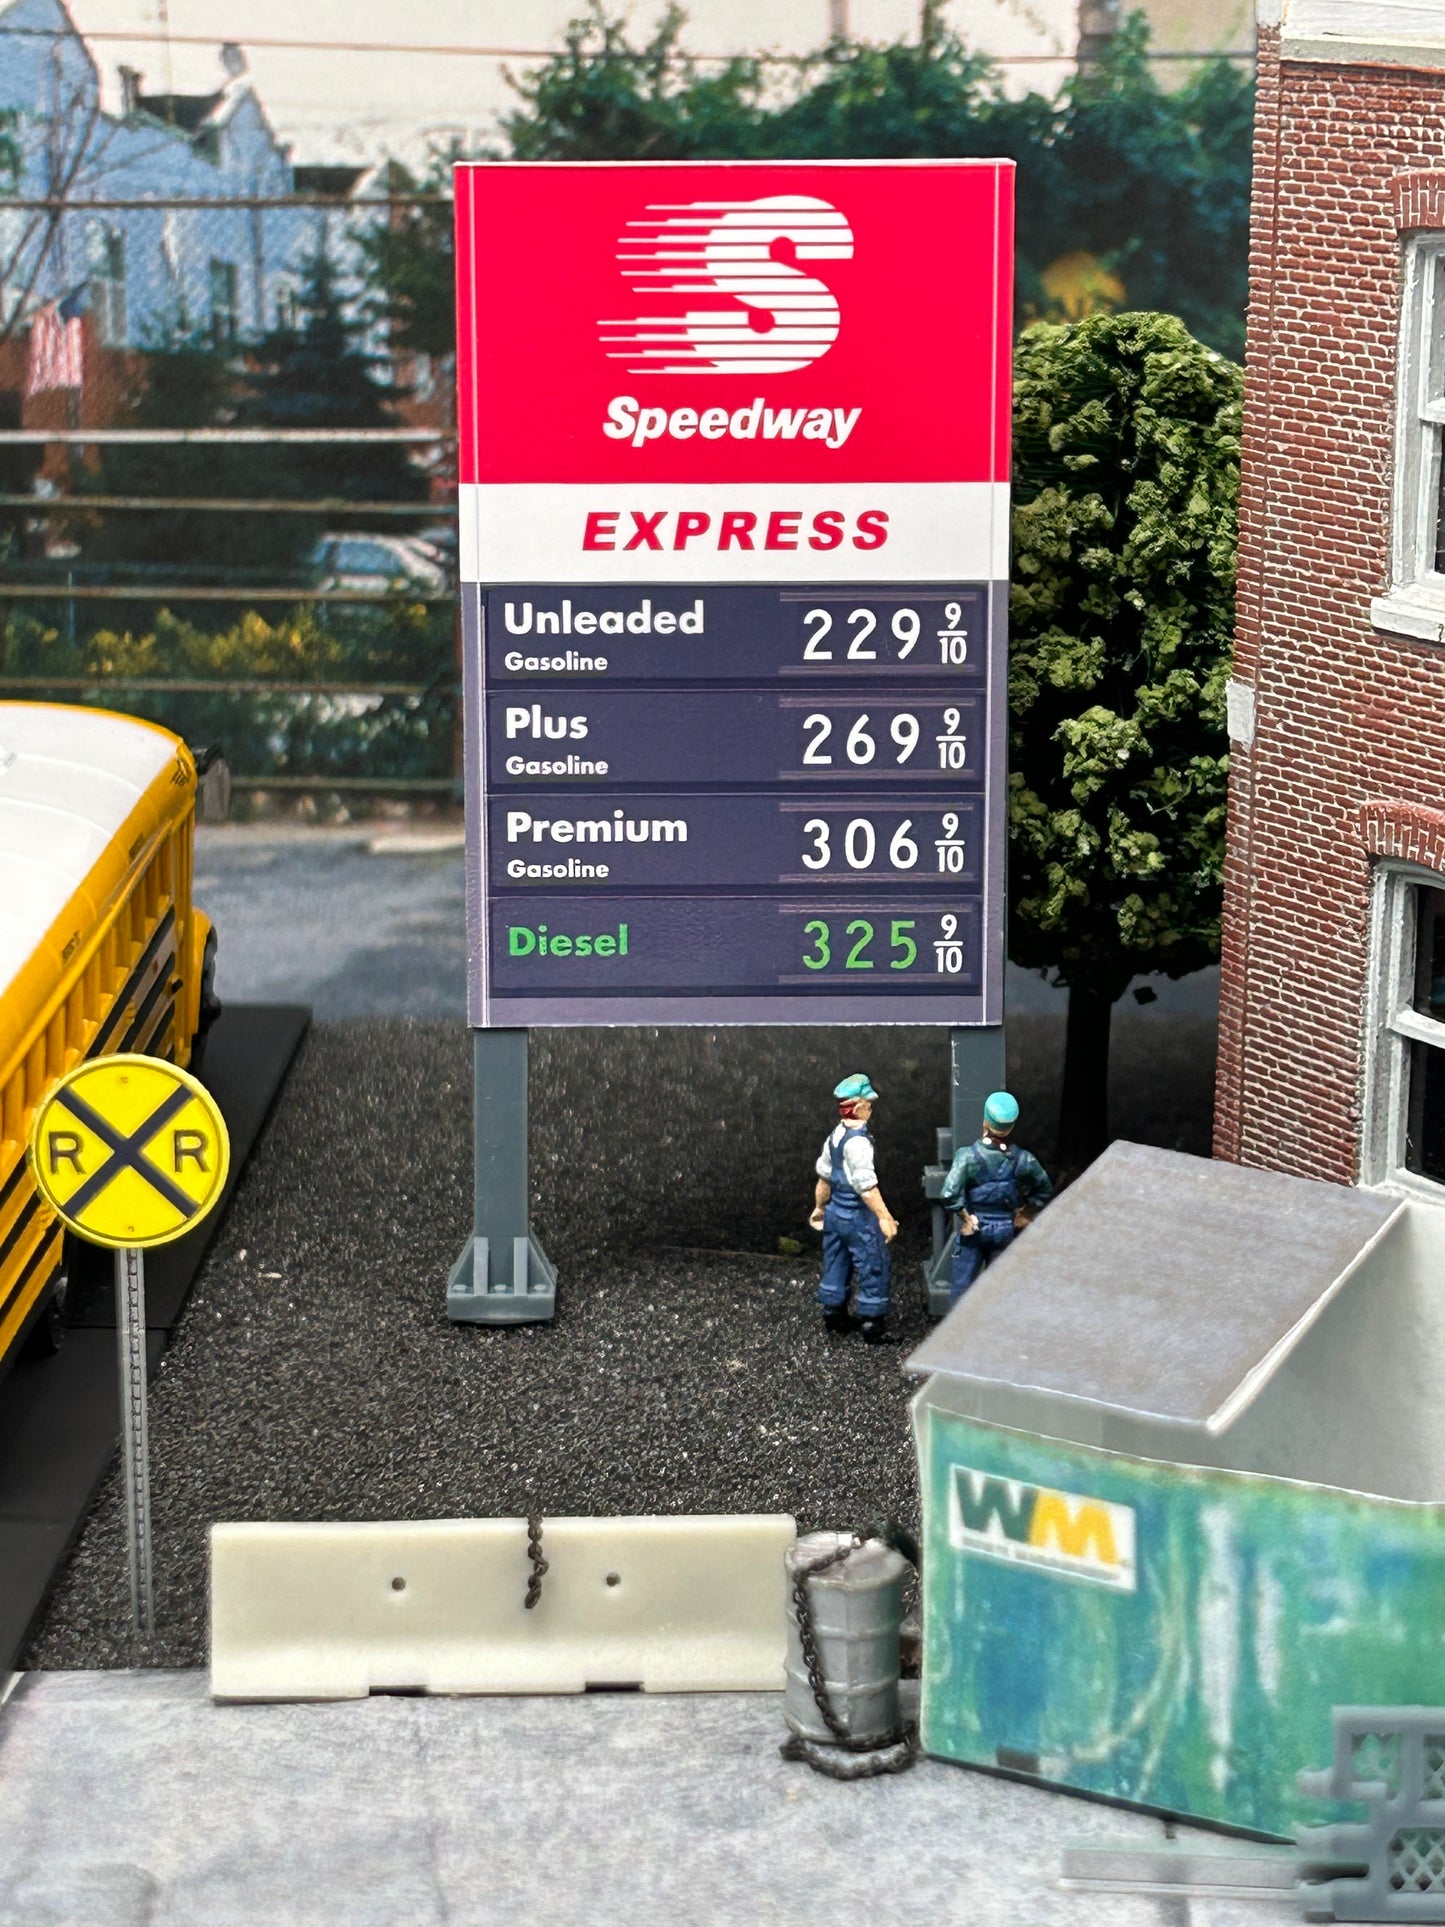 S
Speedway
EXPRESS
Unleaded 229 9/10
Gasoline
Plus 269 9/10
Gasoline
Premium 306 9/10
Gasoline
Diesel 325 9/10
R R
WM